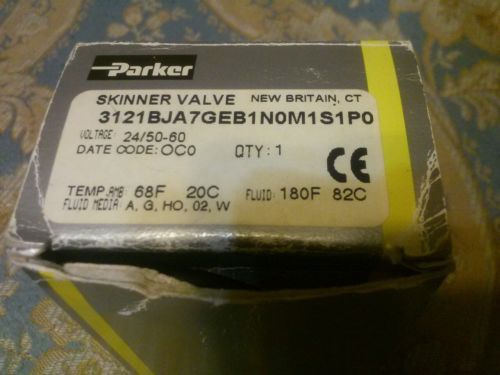 Parker
SKINNER VALVE NEW BRITAIN, CT
3121BJA7GEB1N0M1S1P0
VOLTAGE: 24/50-60
DATE CODE: OC0 QTY: 1
CE
TEMP. AMB 68F 20C FLUID: 180F 82C
FLUID MEDIA: A, G, HO, 02, W